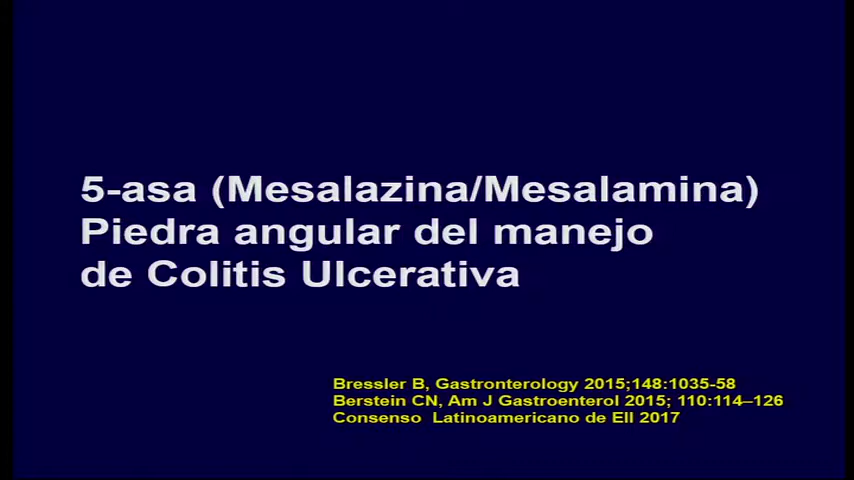 5-asa (Mesalazina/Mesalamina)
Piedra angular del manejo
de Colitis Ulcerativa
Bressler B, Gastronterology 2015;148:1035-58
Berstein CN, Am J Gastroenterol 2015; 110:114–126
Consenso Latinoamericano de EII 2017